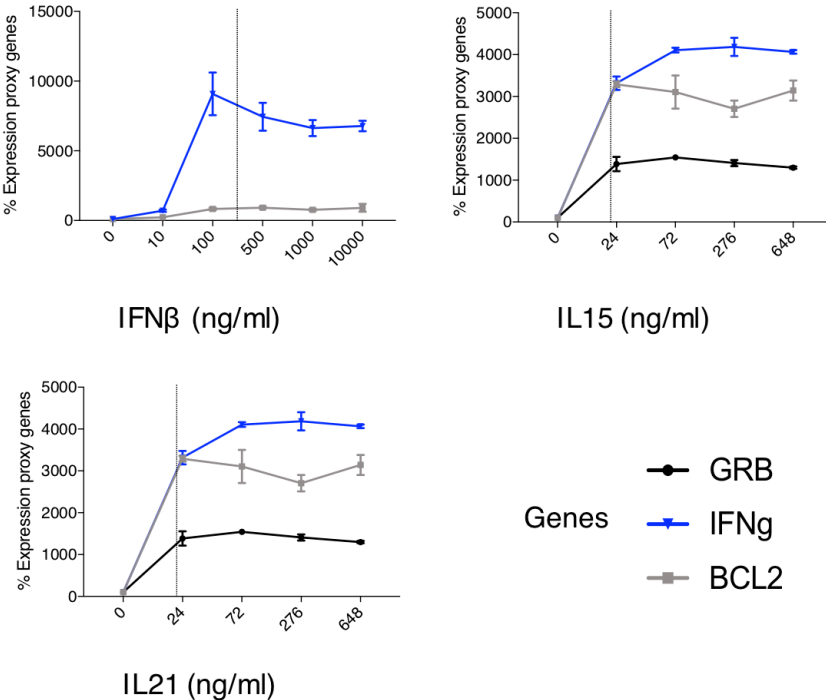 % Expression proxy genes
15000
10000
5000
0
0 10 100 500 1000 10000
IFNβ (ng/ml)
% Expression proxy genes
5000
4000
3000
2000
1000
0
0 24 72 276 648
IL15 (ng/ml)
% Expression proxy genes
5000
4000
3000
2000
1000
0
0 24 72 276 648
IL21 (ng/ml)
Genes
GRB
IFNg
BCL2